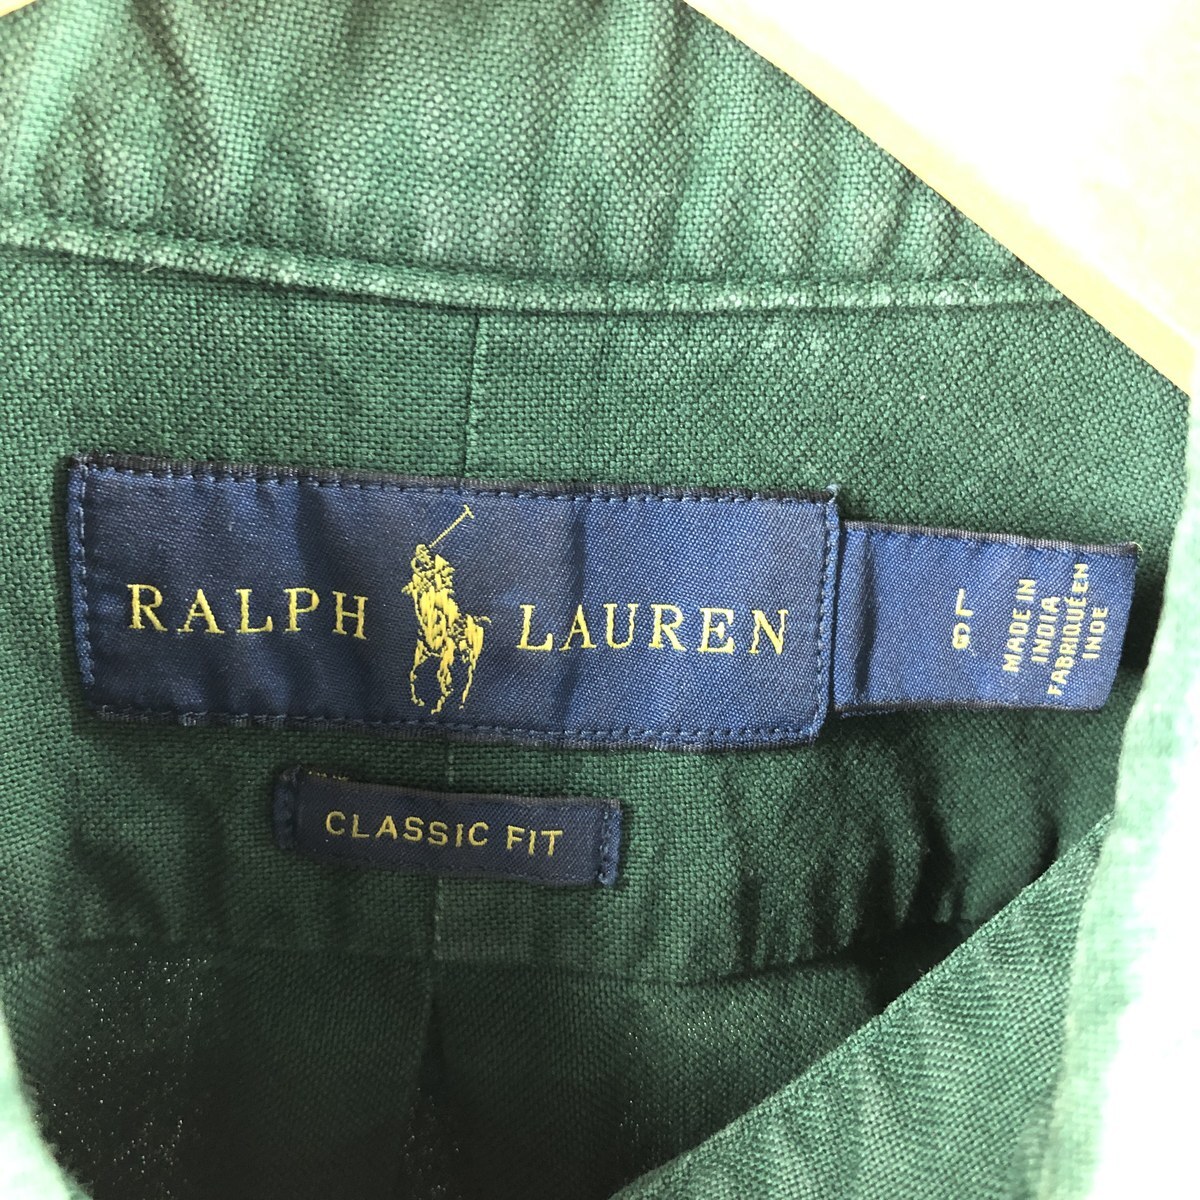 RALPH LAUREN
L
G
MADE IN
INDIA
FABRIQUÉ EN
INDE
CLASSIC FIT